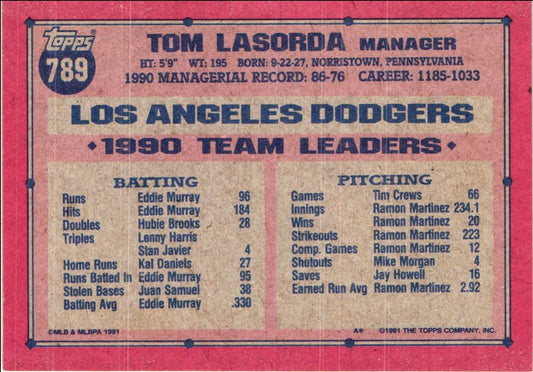 Topps
789
TOM LASORDA MANAGER
HT: 5'9" WT: 195 BORN: 9-22-27, NORRISTOWN, PENNSYLVANIA
1990 MANAGERIAL RECORD: 86-76 CAREER: 1185-1033
LOS ANGELES DODGERS
•1990 TEAM LEADERS•
BATTING
Runs Eddie Murray 96
Hits Eddie Murray 184
Doubles Hubie Brooks 28
Triples Lenny Harris
Stan Javier 4
Home Runs Kal Daniels 27
Runs Batted In Eddie Murray 95
Stolen Bases Juan Samuel 38
Batting Avg Eddie Murray .330
PITCHING
Games Tim Crews 66
Innings Ramon Martinez 234.1
Wins Ramon Martinez 20
Strikeouts Ramon Martinez 223
Comp. Games Ramon Martinez 12
Shutouts Mike Morgan 4
Saves Jay Howell 16
Earned Run Avg Ramon Martinez 2.92
©MLB & MLBPA 1991
A* ©1991 THE TOPPS COMPANY, INC.